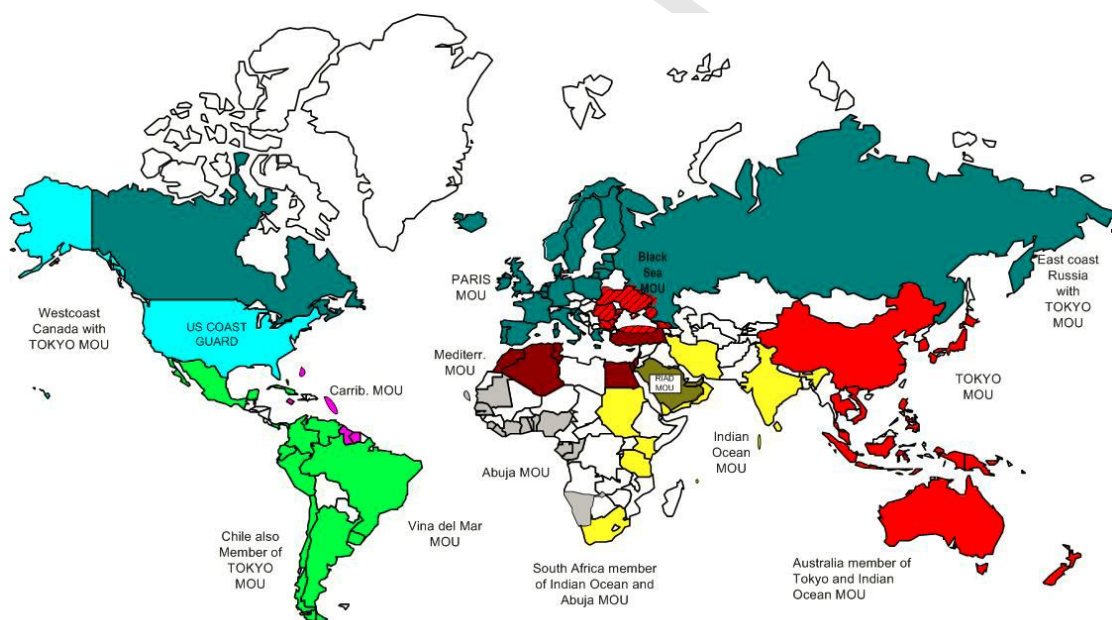 Black
Sea
MOU
PARIS
MOU
East coast
Russia
with
TOKYO
MOU
Westcoast
Canada with
TOKYO MOU
US COAST
GUARD
Mediterr.
MOU
RIAD
MOU
Carrib. MOU
TOKYO
MOU
Indian
Ocean
MOU
Abuja MOU
Vina del Mar
MOU
Chile also
Member of
TOKYO
MOU
South Africa member
of Indian Ocean and
Abuja MOU
Australia member of
Tokyo and Indian
Ocean MOU